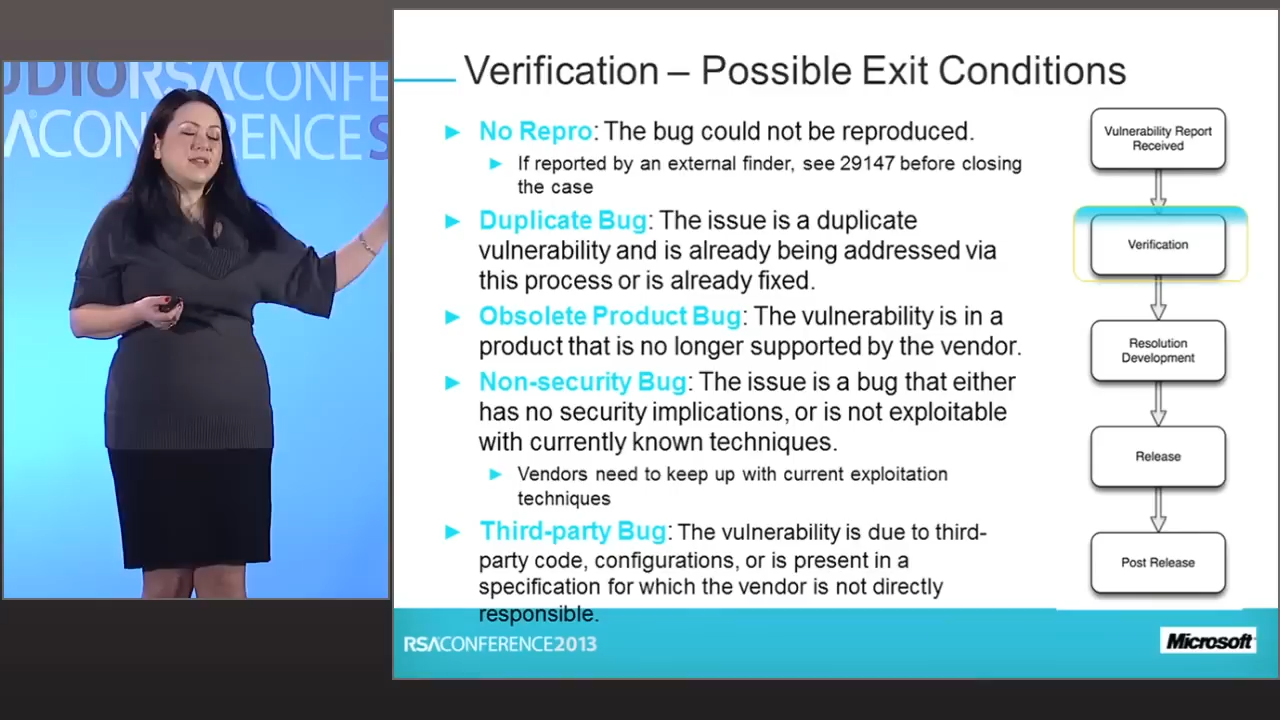 UDIORSACONFE
SACONFERENCE S
Verification – Possible Exit Conditions
► No Repro: The bug could not be reproduced.
► If reported by an external finder, see 29147 before closing
the case
► Duplicate Bug: The issue is a duplicate
vulnerability and is already being addressed via
this process or is already fixed.
► Obsolete Product Bug: The vulnerability is in a
product that is no longer supported by the vendor.
► Non-security Bug: The issue is a bug that either
has no security implications, or is not exploitable
with currently known techniques.
► Vendors need to keep up with current exploitation
techniques
► Third-party Bug: The vulnerability is due to third-
party code, configurations, or is present in a
specification for which the vendor is not directly
responsible.
Vulnerability Report
Received
Verification
Resolution
Development
Release
Post Release
RSACONFERENCE2013
Microsoft